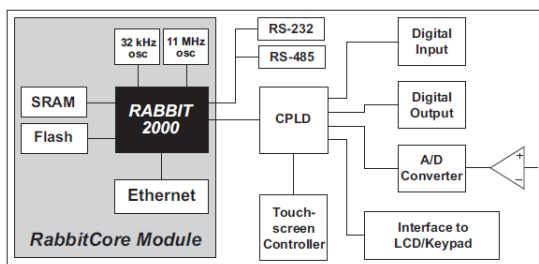 32 kHz
osc
11 MHz
osc
SRAM
Flash
RABBIT
2000
Ethernet
RabbitCore Module
RS-232
RS-485
CPLD
Touch-
screen
Controller
Digital
Input
Digital
Output
A/D
Converter
+
–
Interface to
LCD/Keypad